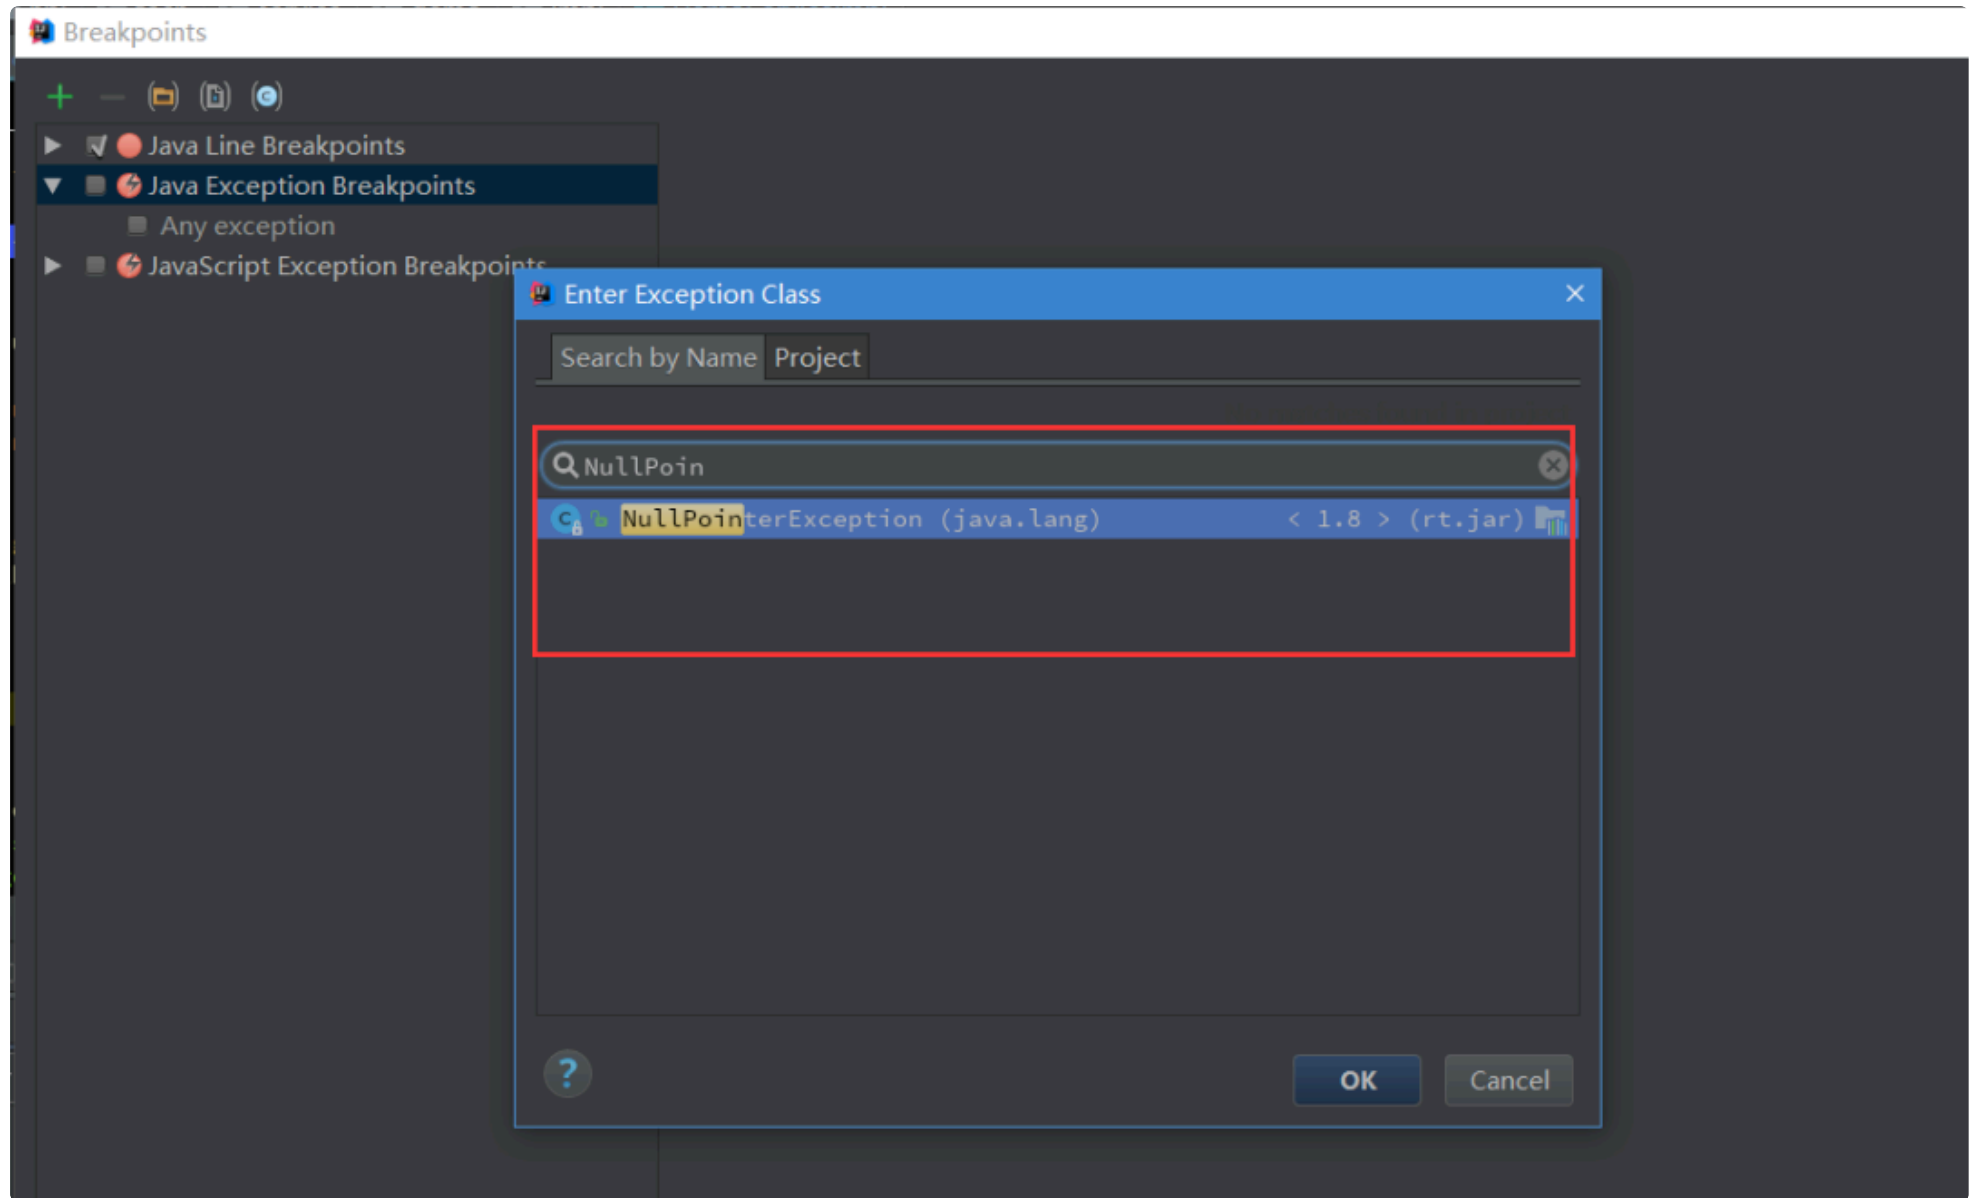 Breakpoints
Java Line Breakpoints
Java Exception Breakpoints
Any exception
JavaScript Exception Breakpoints
Enter Exception Class
Search by Name Project
NullPoin
NullPointerException (java.lang) < 1.8 > (rt.jar)
?
OK Cancel